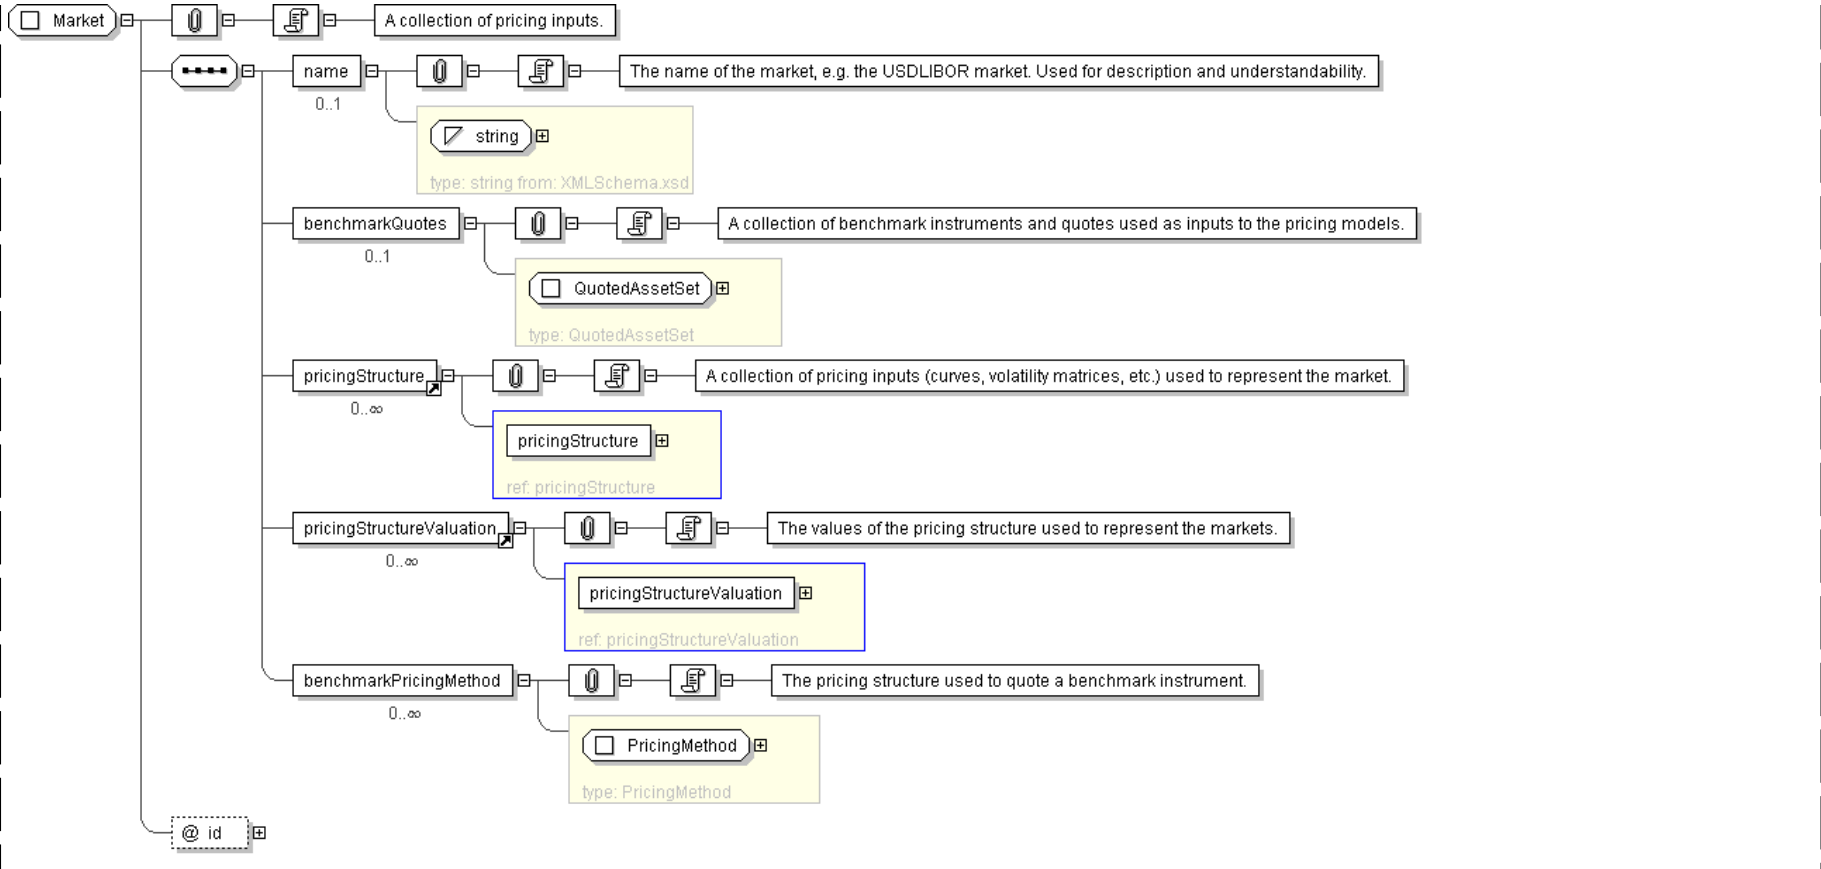 Market
A collection of pricing inputs.
name
The name of the market, e.g. the USDLIBOR market. Used for description and understandability.
0..1
string
type: string from: XMLSchema.xsd
benchmarkQuotes
A collection of benchmark instruments and quotes used as inputs to the pricing models.
0..1
QuotedAssetSet
type: QuotedAssetSet
pricingStructure
A collection of pricing inputs (curves, volatility matrices, etc.) used to represent the market.
0..∞
pricingStructure
ref: pricingStructure
pricingStructureValuation
The values of the pricing structure used to represent the markets.
0..∞
pricingStructureValuation
ref: pricingStructureValuation
benchmarkPricingMethod
The pricing structure used to quote a benchmark instrument.
0..∞
PricingMethod
type: PricingMethod
@ id